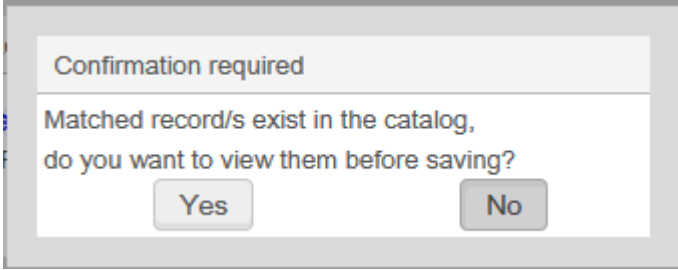 Confirmation required
Matched record/s exist in the catalog,
do you want to view them before saving?
Yes No